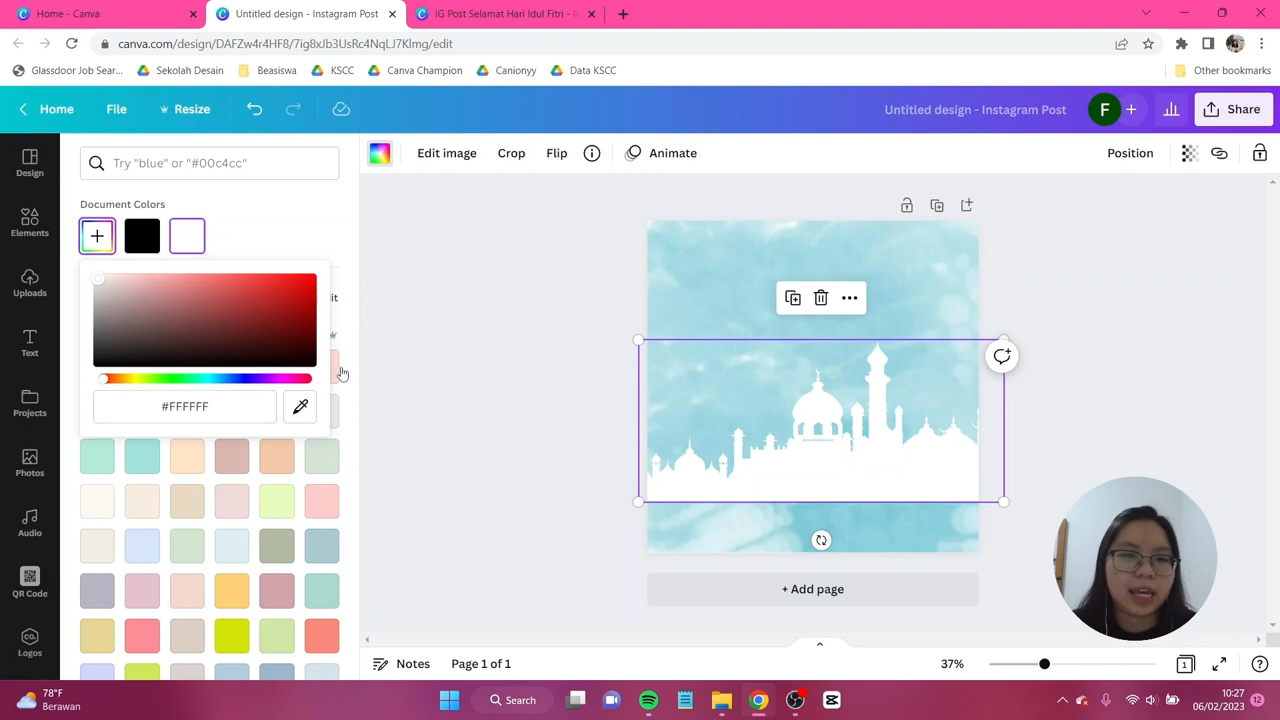 Home - Canva
Untitled design - Instagram Post
IG Post Selamat Hari Idul Fitri - In
canva.com/design/DAFZw4r4HF8/7ig8xJb3UsRc4NqLJ7KImg/edit
Glassdoor Job Sear...
Sekolah Desain
Beasiswa
KSCC
Canva Champion
Canionyy
Data KSCC
Other bookmarks
Home
File
Resize
Untitled design - Instagram Post
F
Share
Design
Elements
Uploads
Text
Projects
Photos
Audio
QR Code
Logos
Try "blue" or "#00c4cc"
Edit image
Crop
Flip
Animate
Position
Document Colors
#FFFFFF
+ Add page
Notes
Page 1 of 1
37%
1
78°F
Berawan
Search
10:27
06/02/2023
12